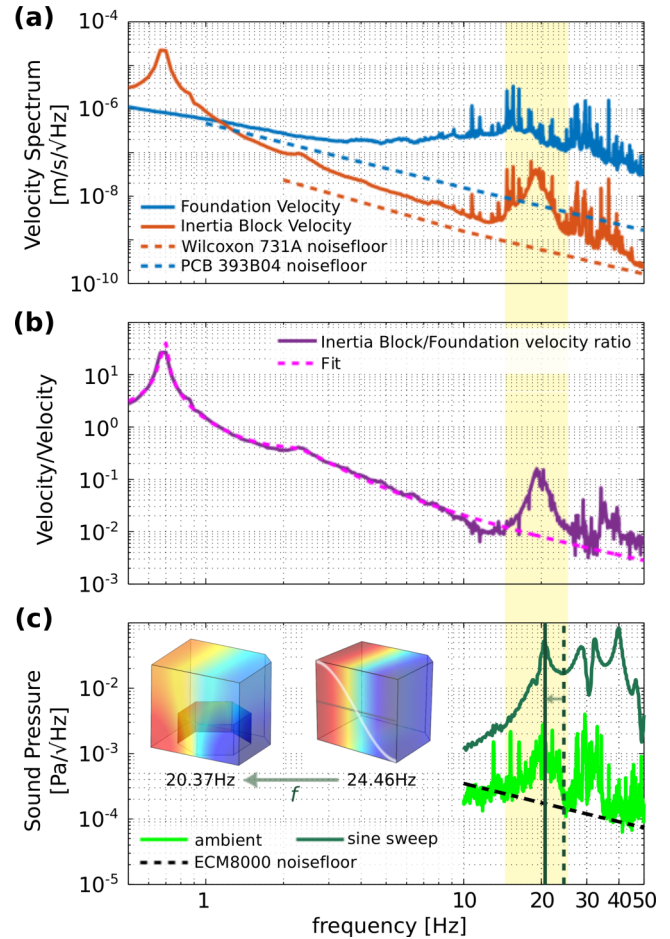 (a)
10^-4
10^-6
10^-8
10^-10
Velocity Spectrum
[m/s/√Hz]
Foundation Velocity
Inertia Block Velocity
Wilcoxon 731A noisefloor
PCB 393B04 noisefloor
(b)
10^1
10^0
10^-1
10^-2
10^-3
Velocity/Velocity
Inertia Block/Foundation velocity ratio
Fit
(c)
10^-2
10^-3
10^-4
10^-5
Sound Pressure
[Pa/√Hz]
20.37Hz
24.46Hz
f
ambient
sine sweep
ECM8000 noisefloor
1
10
20
30
40
50
frequency [Hz]